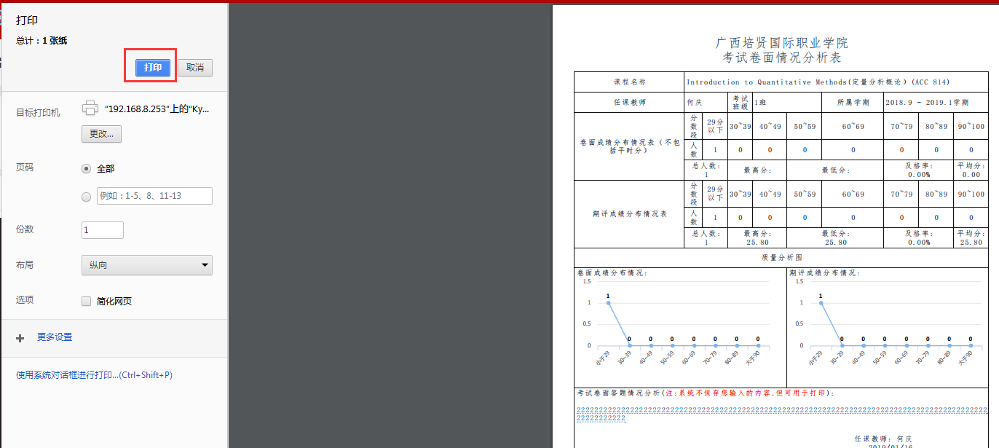 打印
总计：1 张纸
打印
取消
目标打印机
"192.168.8.253"上的"Ky...
更改...
页码
全部
例如：1-5、8、11-13
份数
1
布局
纵向
选项
简化网页
更多设置
使用系统对话框进行打印...(Ctrl+Shift+P)
广西培贤国际职业学院
考试卷面情况分析表
课程名称 Introduction to Quantitative Methods(定量分析概论) (ACC 814)
任课教师 何庆 考试班级 1班 所属学期 2018.9 - 2019.1学期
卷面成绩分布情况表（不包括平时分）
分数段 29分以下 30~39 40~49 50~59 60~69 70~79 80~89 90~100
人数 1 0 0 0 0 0 0 0
总人数: 1 最高分: 最低分: 及格率: 0.00% 平均分: 0.00
期评成绩分布情况表
分数段 29分以下 30~39 40~49 50~59 60~69 70~79 80~89 90~100
人数 1 0 0 0 0 0 0 0
总人数: 1 最高分: 25.80 最低分: 25.80 及格率: 0.00% 平均分: 25.80
质量分析图
卷面成绩分布情况:
1.5
1
0.5
0
1 0 0 0 0 0 0 0
小于29 30~39 40~49 50~59 60~69 70~79 80~89 大于90
期评成绩分布情况:
1.5
1
0.5
0
1 0 0 0 0 0 0 0
小于29 30~39 40~49 50~59 60~69 70~79 80~89 大于90
考试卷面答题情况分析(注:系统不保存您输入的内容,但可用于打印):
22222222222
任课教师: 何庆
2019/01/16